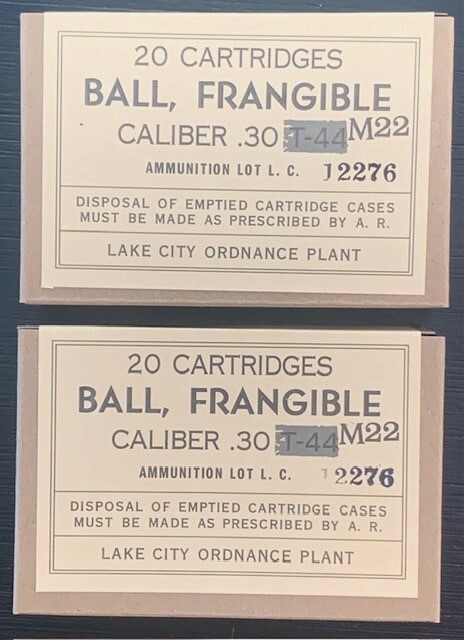 20 CARTRIDGES
BALL, FRANGIBLE
CALIBER .30 T-44 M22
AMMUNITION LOT L. C. 12276
DISPOSAL OF EMPTIED CARTRIDGE CASES
MUST BE MADE AS PRESCRIBED BY A. R.
LAKE CITY ORDNANCE PLANT
20 CARTRIDGES
BALL, FRANGIBLE
CALIBER .30 T-44 M22
AMMUNITION LOT L. C. 12276
DISPOSAL OF EMPTIED CARTRIDGE CASES
MUST BE MADE AS PRESCRIBED BY A. R.
LAKE CITY ORDNANCE PLANT